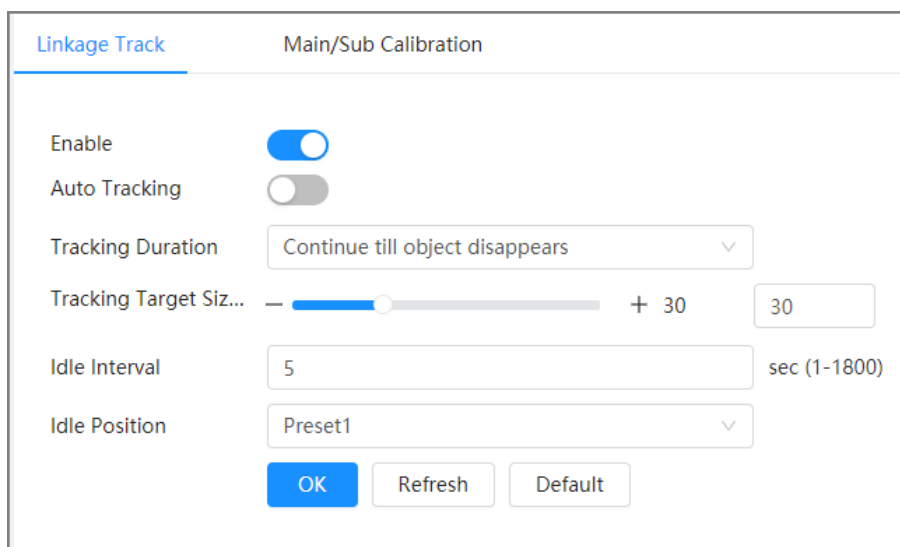 Linkage Track Main/Sub Calibration
Enable
Auto Tracking
Tracking Duration Continue till object disappears
Tracking Target Siz... — + 30 30
Idle Interval 5 sec (1-1800)
Idle Position Preset1
OK Refresh Default